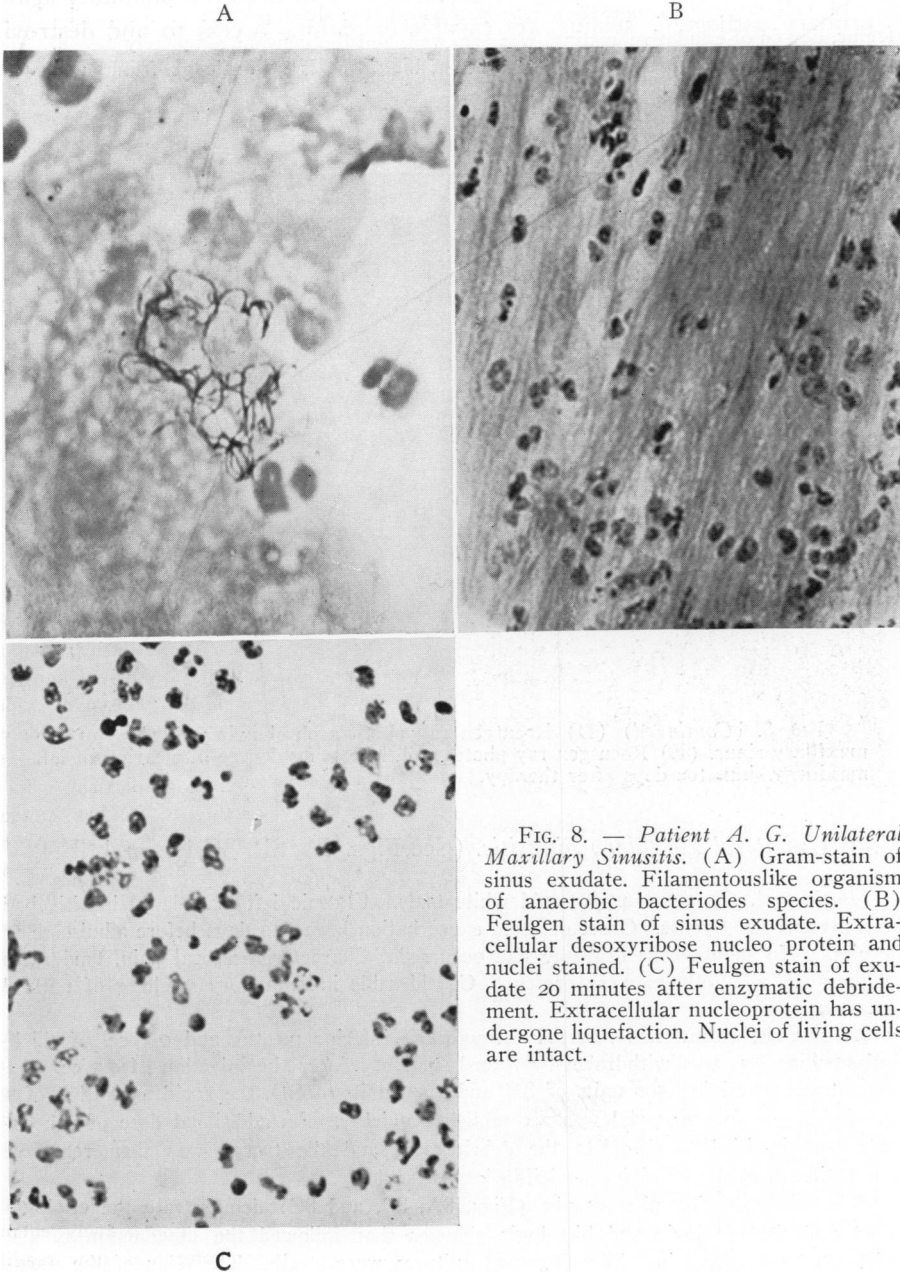 A
B
FIG. 8. — Patient A. G. Unilateral
Maxillary Sinusitis. (A) Gram-stain of
sinus exudate. Filamentouslike organism
of anaerobic bacteriodes species. (B)
Feulgen stain of sinus exudate. Extra-
cellular desoxyribose nucleo protein and
nuclei stained. (C) Feulgen stain of exu-
date 20 minutes after enzymatic debride-
ment. Extracellular nucleoprotein has un-
dergone liquefaction. Nuclei of living cells
are intact.
C